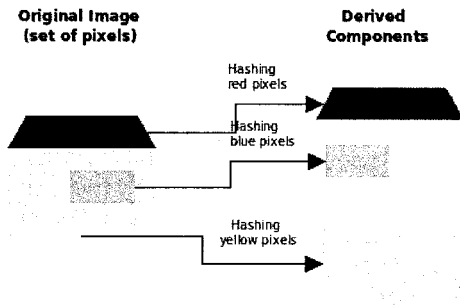 Original Image
(set of pixels)
Derived
Components
Hashing
red pixels
Hashing
blue pixels
Hashing
yellow pixels